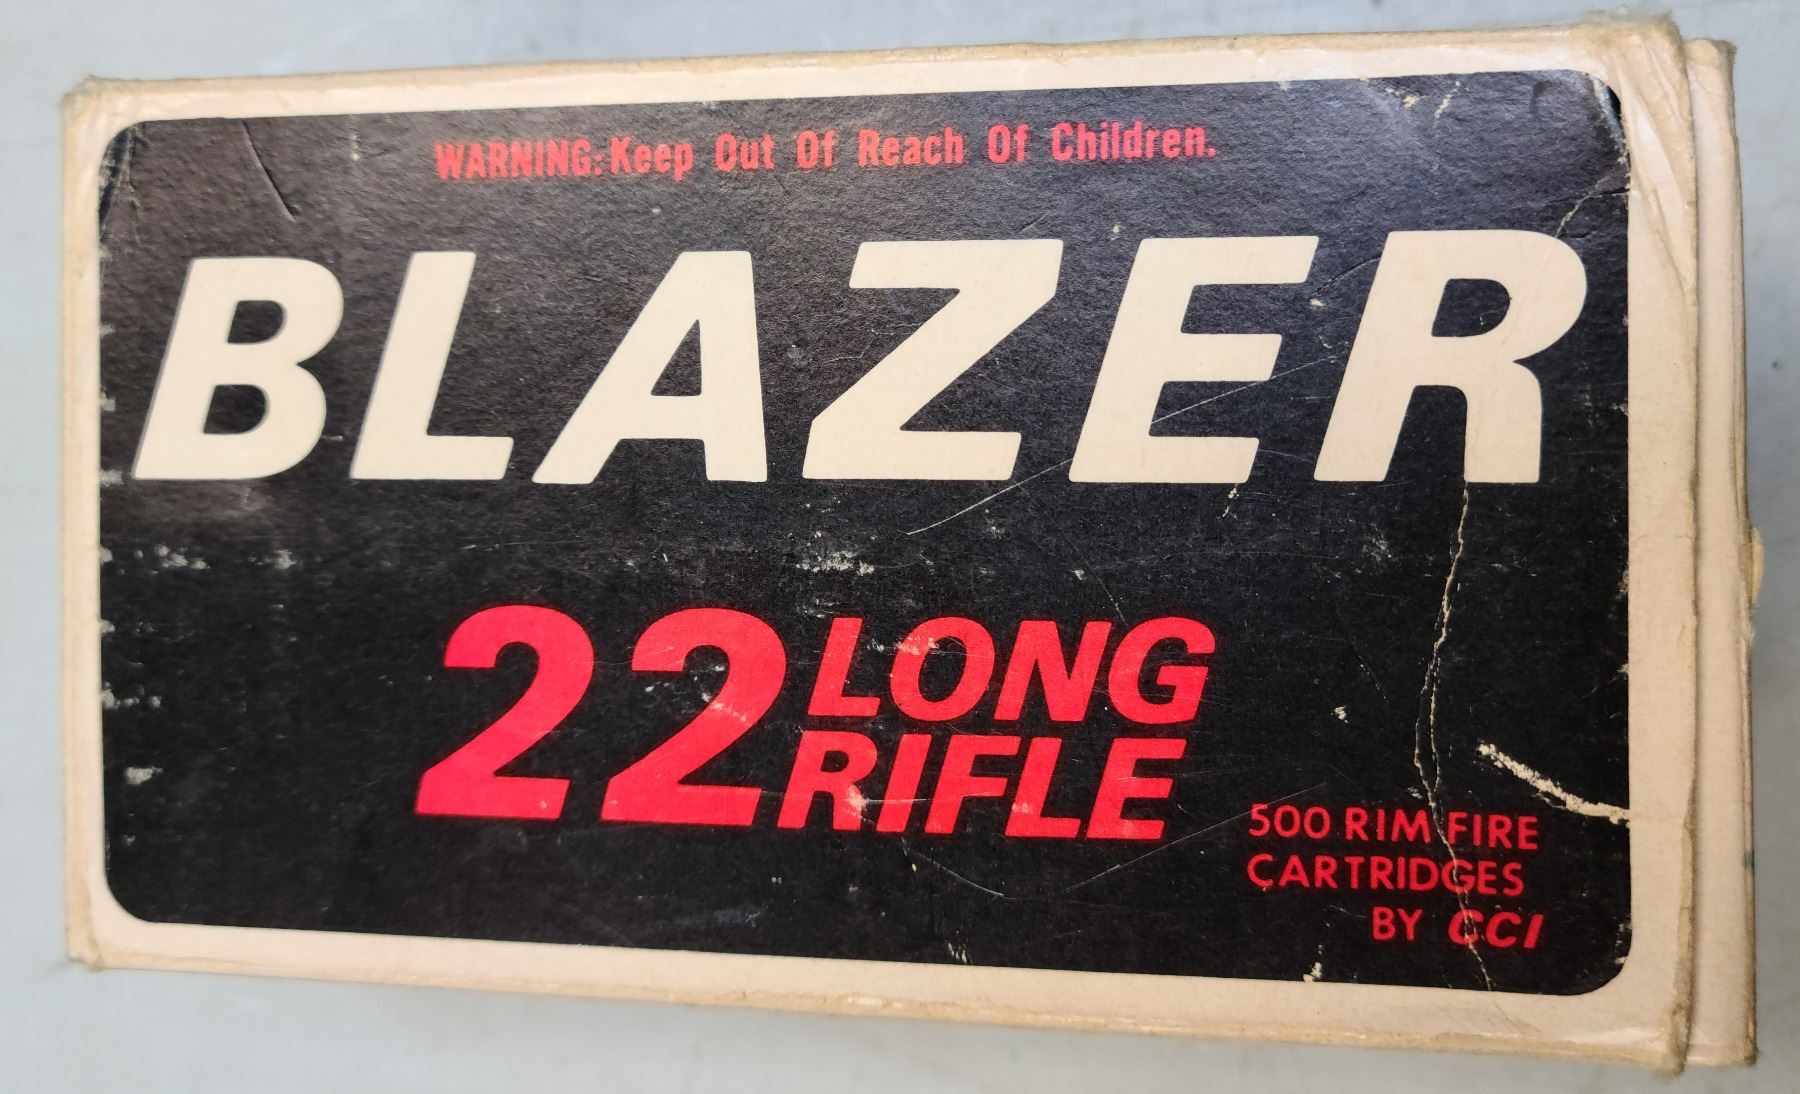 WARNING: Keep Out Of Reach Of Children.
BLAZER
22 LONG
RIFLE
500 RIM FIRE
CARTRIDGES
BY CCI